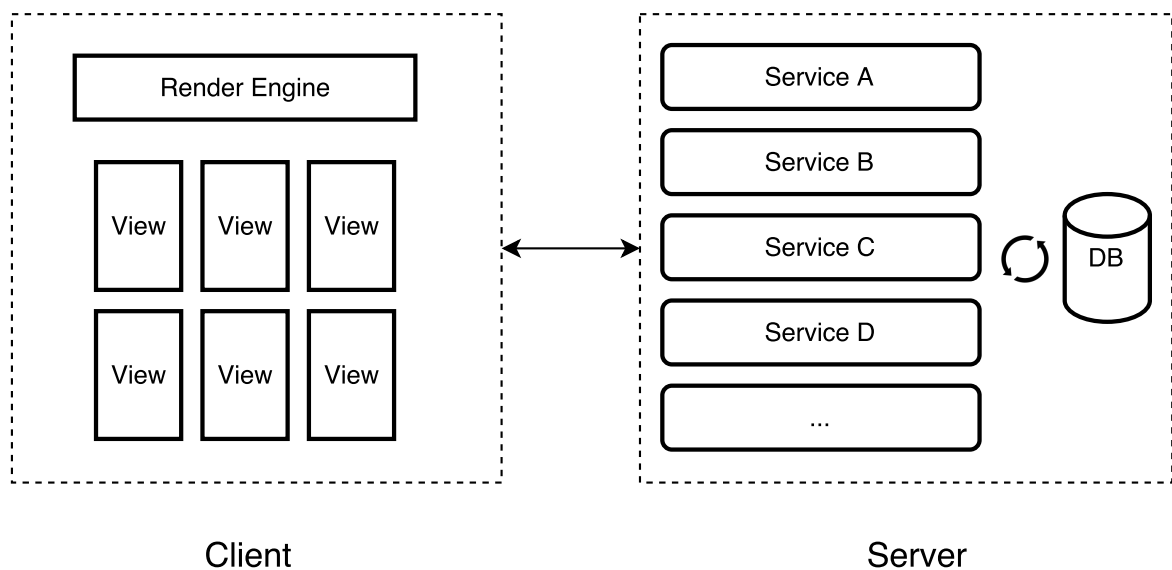 Render Engine
View View View
View View View
Client
Service A
Service B
Service C
Service D
...
DB
Server